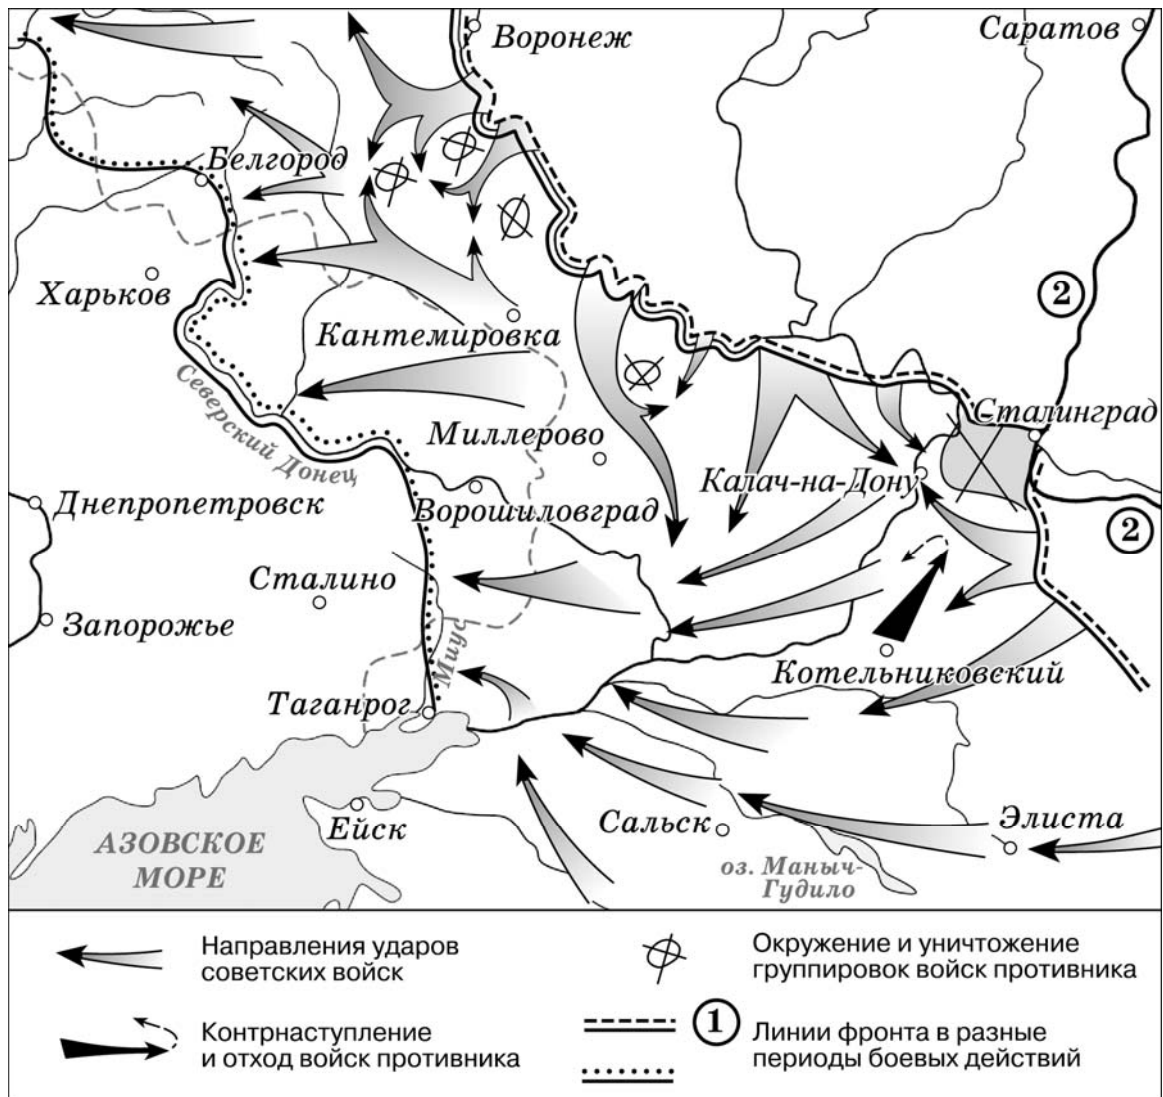 Воронеж
Саратов
Белгород
Харьков
2
Кантемировка
Северский Донец
Сталинград
Миллерово
Калач-на-Дону
Днепропетровск
Ворошиловград
2
Сталино
Запорожье
Миус
Котельниковский
Таганрог
Ейск
Сальск
Элиста
АЗОВСКОЕ
МОРЕ
оз. Маныч-
Гудило
Направления ударов
советских войск
Окружение и уничтожение
группировок войск противника
Контрнаступление
и отход войск противника
1
Линии фронта в разные
периоды боевых действий